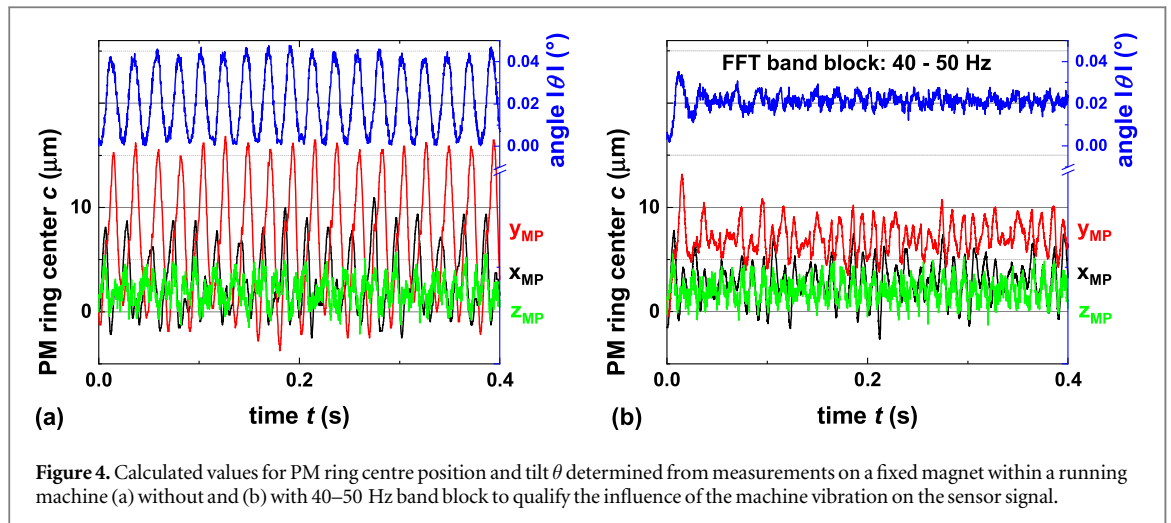 PM ring center c (μm)
10
0
0.0
0.2
0.4
time t (s)
(a)
0.04
0.02
0.00
angle |θ| (°)
yMP
xMP
zMP
FFT band block: 40 - 50 Hz
PM ring center c (μm)
10
0
0.0
0.2
0.4
time t (s)
(b)
0.04
0.02
0.00
angle |θ| (°)
yMP
xMP
zMP
Figure 4. Calculated values for PM ring centre position and tilt θ determined from measurements on a fixed magnet within a running
machine (a) without and (b) with 40–50 Hz band block to qualify the influence of the machine vibration on the sensor signal.